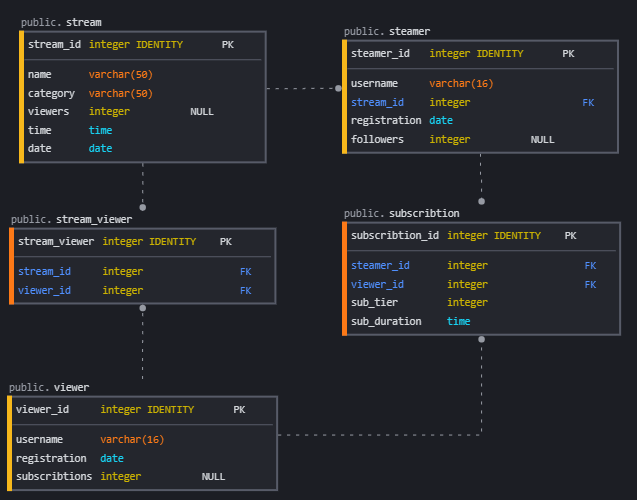 public. stream
stream_id integer IDENTITY PK
name varchar(50)
category varchar(50)
viewers integer NULL
time time
date date
public. steamer
steamer_id integer IDENTITY PK
username varchar(16)
stream_id integer FK
registration date
followers integer NULL
public. stream_viewer
stream_viewer integer IDENTITY PK
stream_id integer FK
viewer_id integer FK
public. subscribtion
subscribtion_id integer IDENTITY PK
steamer_id integer FK
viewer_id integer FK
sub_tier integer
sub_duration time
public. viewer
viewer_id integer IDENTITY PK
username varchar(16)
registration date
subscribtions integer NULL